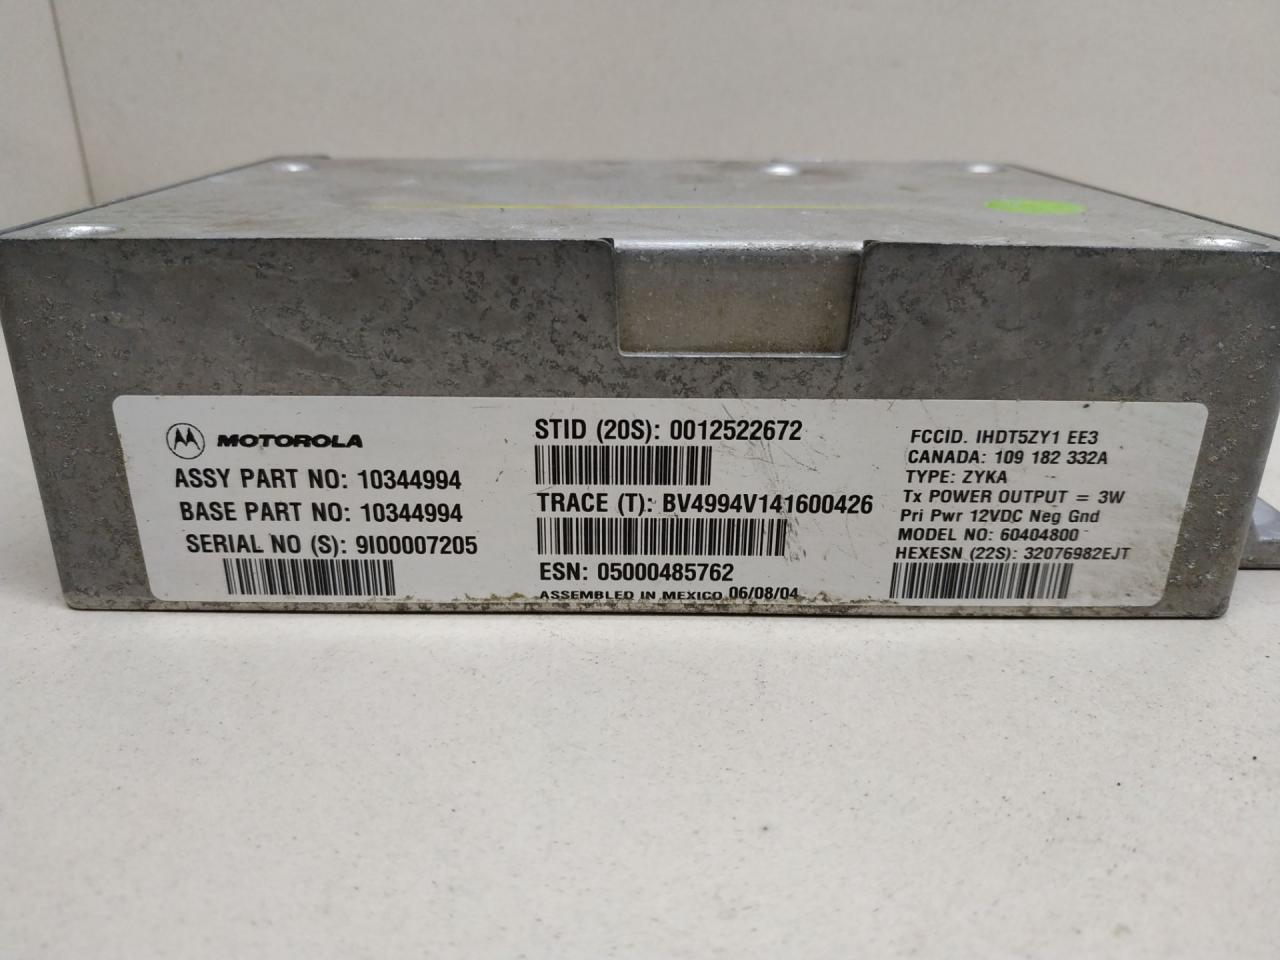 MOTOROLA
ASSY PART NO: 10344994
BASE PART NO: 10344994
SERIAL NO (S): 9I00007205
STID (20S): 0012522672
TRACE (T): BV4994V141600426
ESN: 05000485762
ASSEMBLED IN MEXICO 06/08/04
FCCID. IHDT5ZY1 EE3
CANADA: 109 182 332A
TYPE: ZYKA
Tx POWER OUTPUT = 3W
Pri Pwr 12VDC Neg Gnd
MODEL NO: 60404800
HEXESN (22S): 32076982EJT